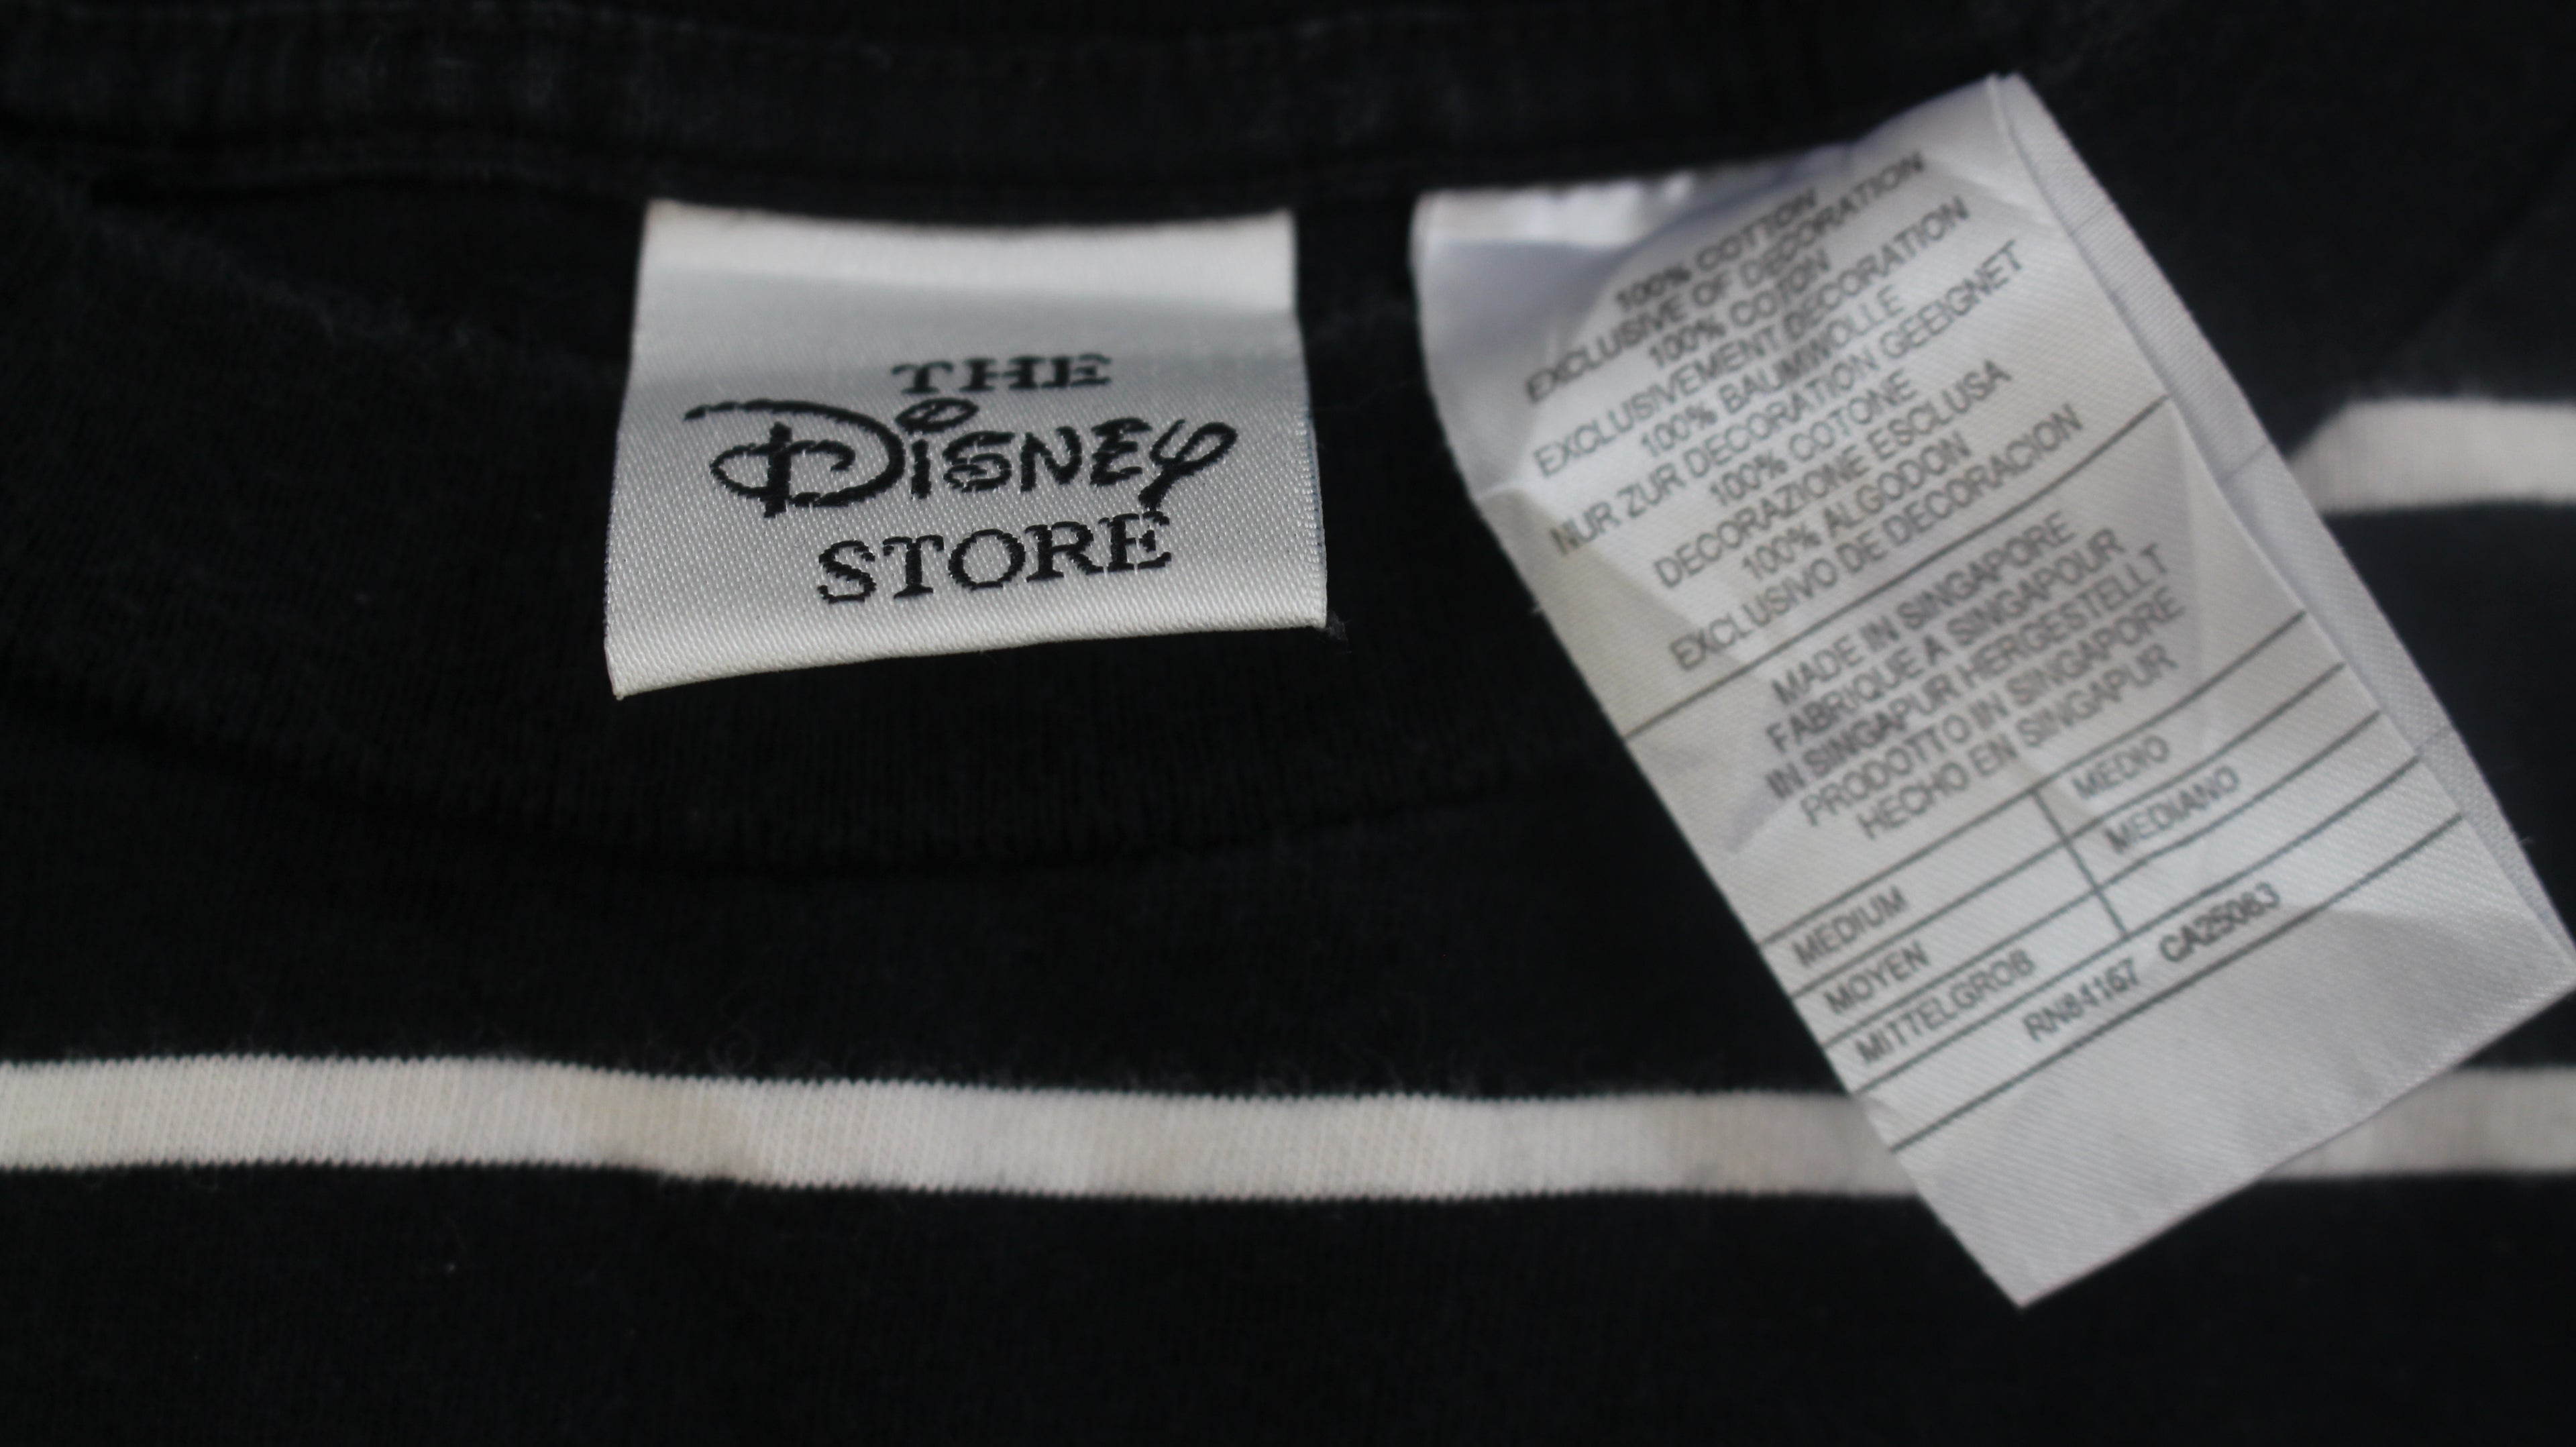 THE
Disney
STORE
100% COTTON
EXCLUSIVE OF DECORATION
100% COTON
EXCLUSIVEMENT DECORATION
100% BAUMWOLLE
NUR ZUR DECORATION GEEIGNET
100% COTONE
DECORAZIONE ESCLUSA
100% ALGODON
EXCLUSIVO DE DECORACION
MADE IN SINGAPORE
FABRIQUE A SINGAPOUR
IN SINGAPUR HERGESTELLT
PRODOTTO IN SINGAPORE
HECHO EN SINGAPUR
MEDIUM MEDIO
MOYEN MEDIANO
MITTELGROB
RN84157 CA25083